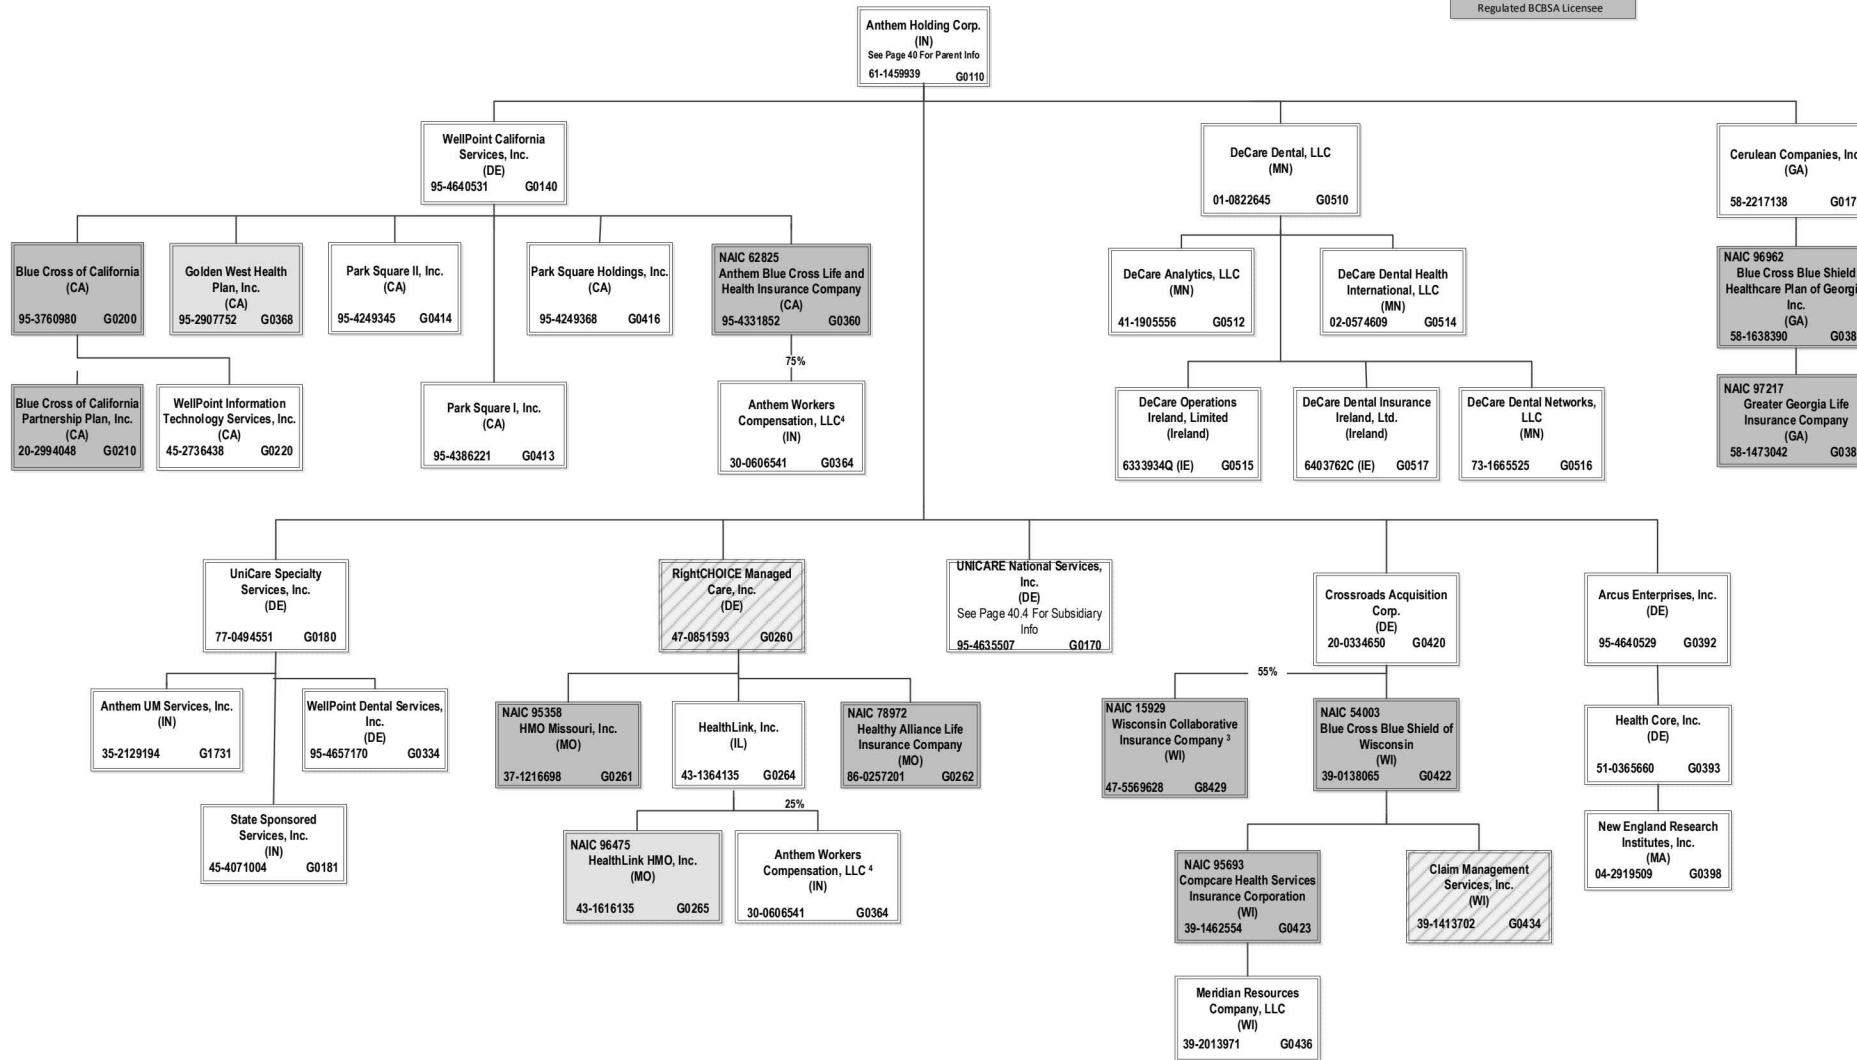 Regulated BCBSA Licensee
Anthem Holding Corp.
(IN)
See Page 40 For Parent Info
61-1459939 G0110
WellPoint California
Services, Inc.
(DE)
95-4640531 G0140
DeCare Dental, LLC
(MN)
01-0822645 G0510
Cerulean Companies, Inc
(GA)
58-2217138 G017
Blue Cross of California
(CA)
95-3760980 G0200
Golden West Health
Plan, Inc.
(CA)
95-2907752 G0368
Park Square II, Inc.
(CA)
95-4249345 G0414
Park Square Holdings, Inc.
(CA)
95-4249368 G0416
NAIC 62825
Anthem Blue Cross Life and
Health Insurance Company
(CA)
95-4331852 G0360
DeCare Analytics, LLC
(MN)
41-1905556 G0512
DeCare Dental Health
International, LLC
(MN)
02-0574609 G0514
NAIC 96962
Blue Cross Blue Shield
Healthcare Plan of Georgi
Inc.
(GA)
58-1638390 G038
75%
Blue Cross of California
Partnership Plan, Inc.
(CA)
20-2994048 G0210
WellPoint Information
Technology Services, Inc.
(CA)
45-2736438 G0220
Park Square I, Inc.
(CA)
95-4386221 G0413
Anthem Workers
Compensation, LLC⁴
(IN)
30-0606541 G0364
DeCare Operations
Ireland, Limited
(Ireland)
6333934Q (IE) G0515
DeCare Dental Insurance
Ireland, Ltd.
(Ireland)
6403762C (IE) G0517
DeCare Dental Networks,
LLC
(MN)
73-1665525 G0516
NAIC 97217
Greater Georgia Life
Insurance Company
(GA)
58-1473042 G038
UniCare Specialty
Services, Inc.
(DE)
77-0494551 G0180
RightCHOICE Managed
Care, Inc.
(DE)
47-0851593 G0260
UNICARE National Services,
Inc.
(DE)
See Page 40.4 For Subsidiary
Info
95-4635507 G0170
Crossroads Acquisition
Corp.
(DE)
20-0334650 G0420
Arcus Enterprises, Inc.
(DE)
95-4640529 G0392
55%
Anthem UM Services, Inc.
(IN)
35-2129194 G1731
WellPoint Dental Services,
Inc.
(DE)
95-4657170 G0334
NAIC 95358
HMO Missouri, Inc.
(MO)
37-1216698 G0261
HealthLink, Inc.
(IL)
43-1364135 G0264
NAIC 78972
Healthy Alliance Life
Insurance Company
(MO)
86-0257201 G0262
NAIC 15929
Wisconsin Collaborative
Insurance Company ³
(WI)
47-5569628 G8429
NAIC 54003
Blue Cross Blue Shield of
Wisconsin
(WI)
39-0138065 G0422
Health Core, Inc.
(DE)
51-0365660 G0393
25%
State Sponsored
Services, Inc.
(IN)
45-4071004 G0181
NAIC 96475
HealthLink HMO, Inc.
(MO)
43-1616135 G0265
Anthem Workers
Compensation, LLC ⁴
(IN)
30-0606541 G0364
NAIC 95693
Compcare Health Services
Insurance Corporation
(WI)
39-1462554 G0423
Claim Management
Services, Inc.
(WI)
39-1413702 G0434
New England Research
Institutes, Inc.
(MA)
04-2919509 G0398
Meridian Resources
Company, LLC
(WI)
39-2013971 G0436